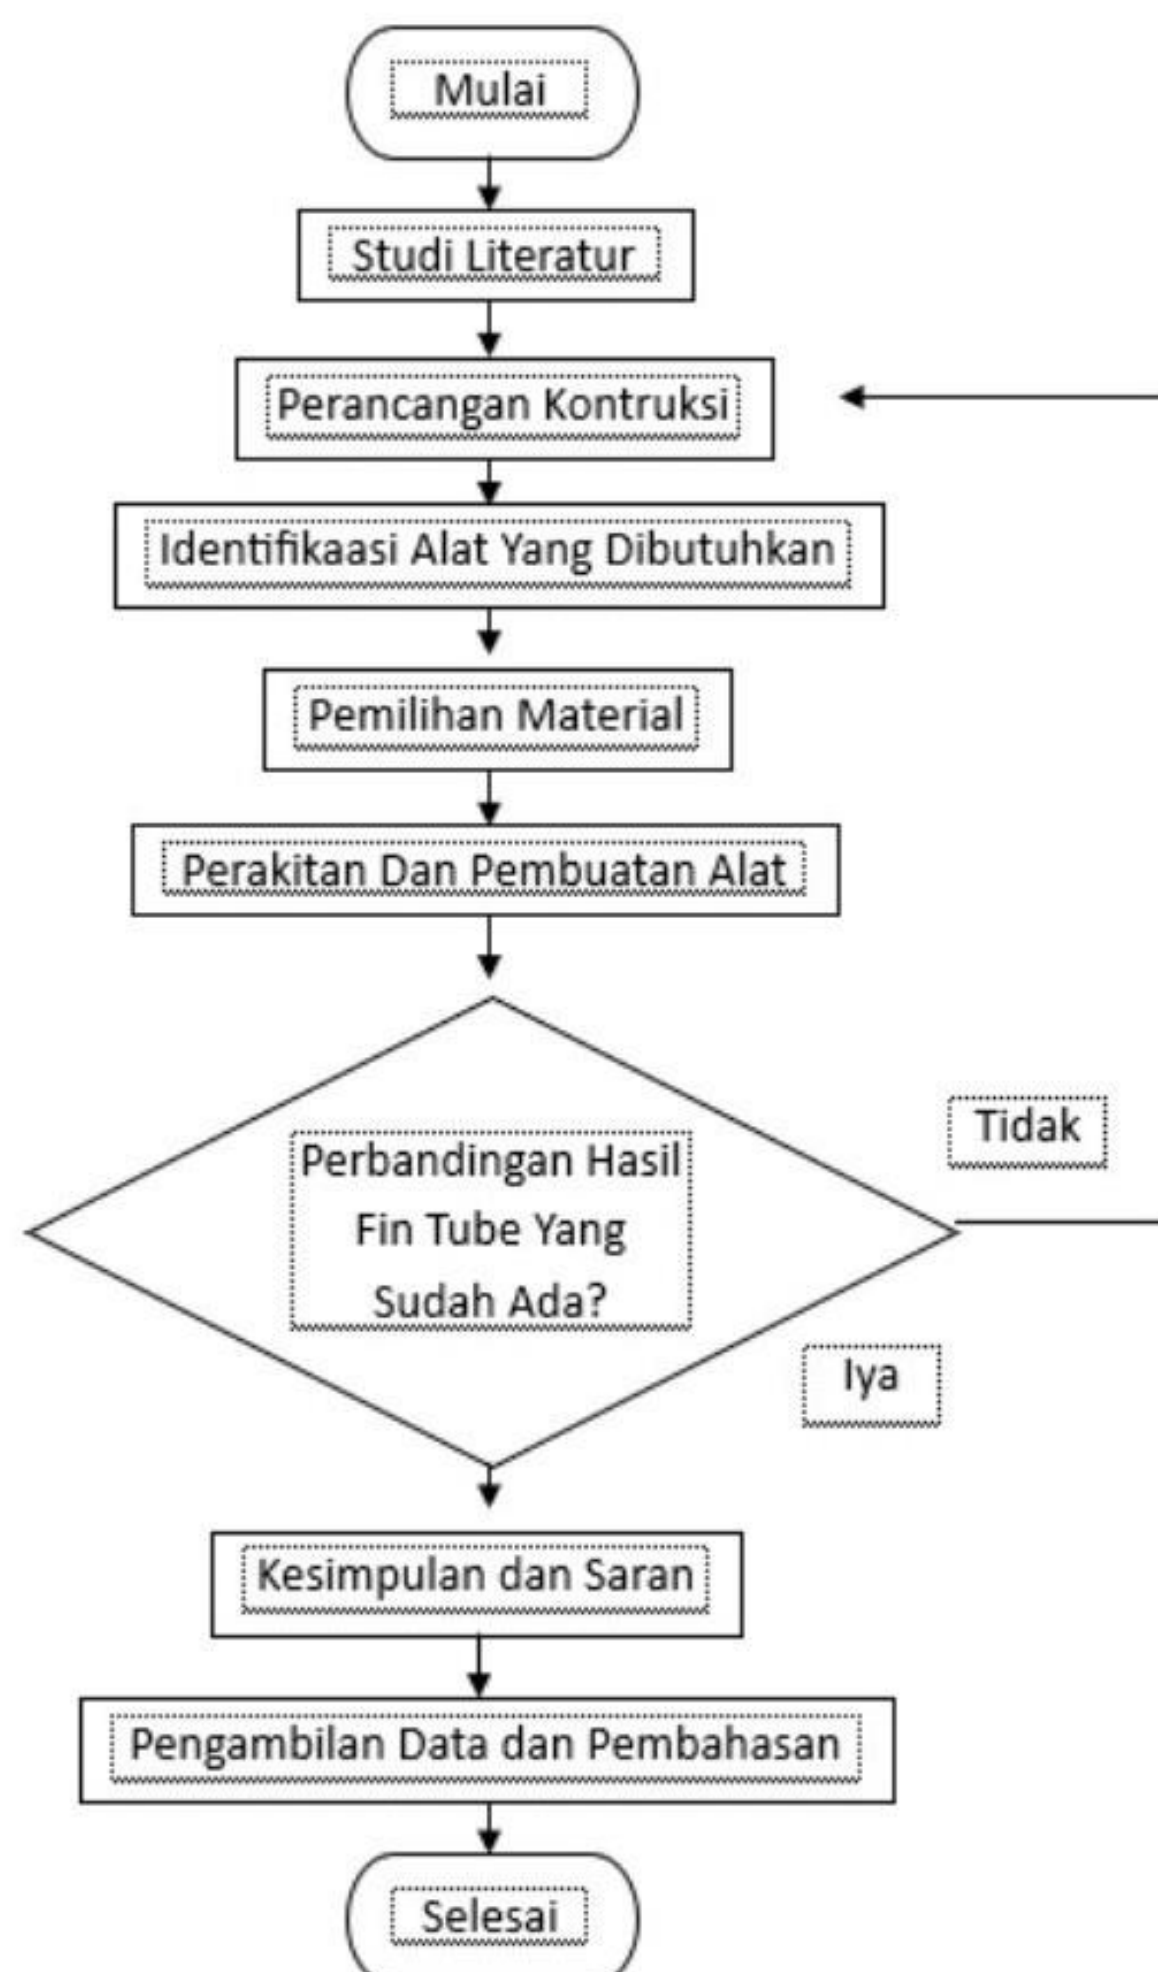 Mulai
Studi Literatur
Perancangan Kontruksi
Identifikaasi Alat Yang Dibutuhkan
Pemilihan Material
Perakitan Dan Pembuatan Alat
Perbandingan Hasil
Fin Tube Yang
Sudah Ada?
Tidak
Iya
Kesimpulan dan Saran
Pengambilan Data dan Pembahasan
Selesai